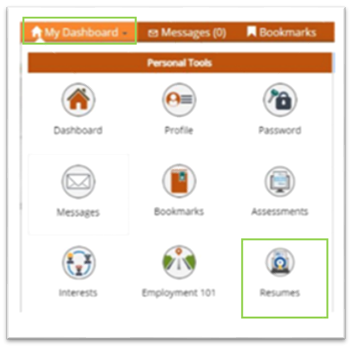 My Dashboard Messages (0) Bookmarks
Personal Tools
Dashboard Profile Password
Messages Bookmarks Assessments
Interests Employment 101 Resumes